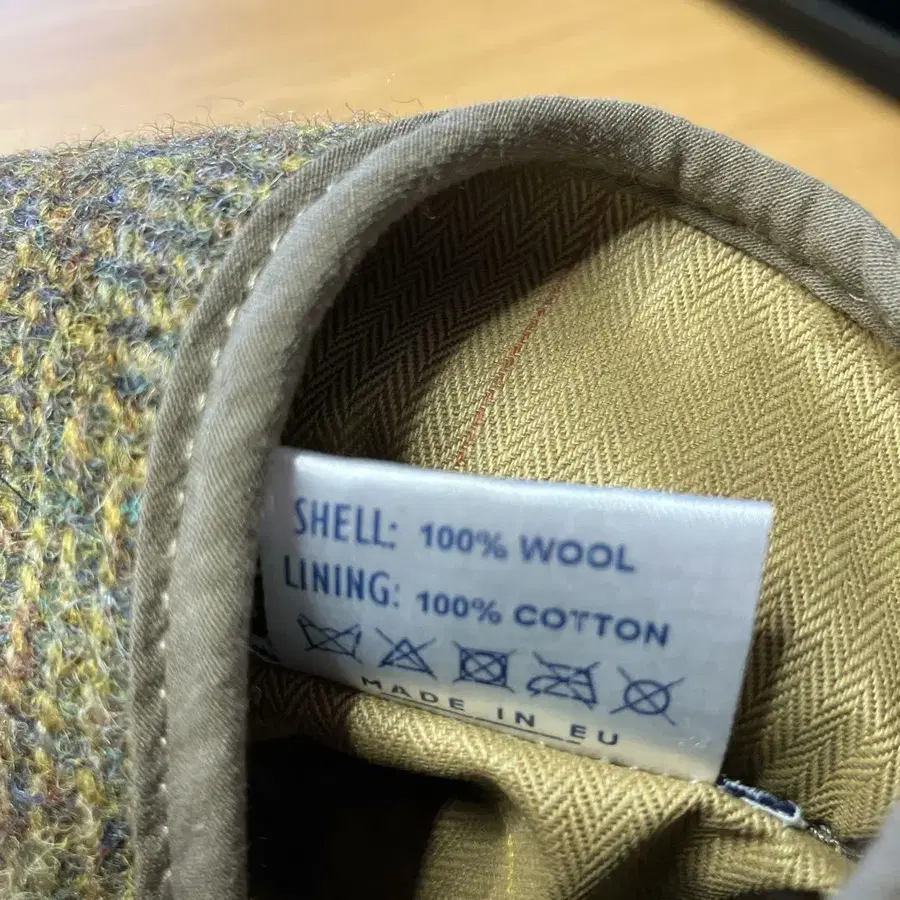 SHELL: 100% WOOL
LINING: 100% COTTON
MADE IN EU